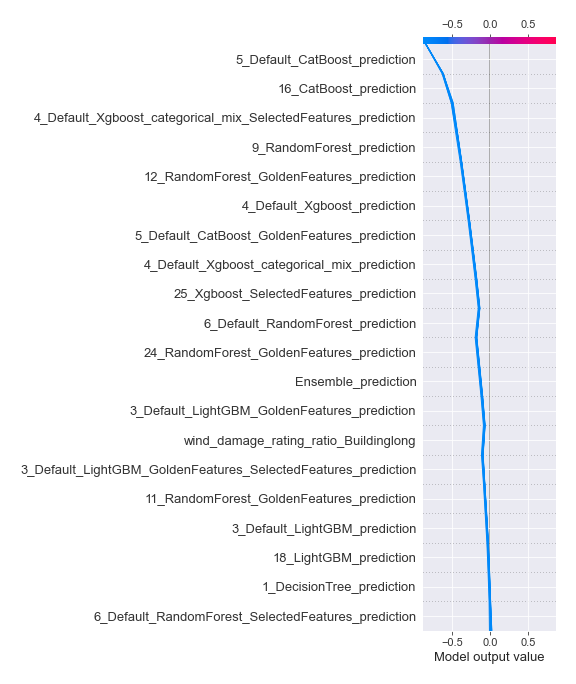 −0.5 0.0 0.5
5_Default_CatBoost_prediction
16_CatBoost_prediction
4_Default_Xgboost_categorical_mix_SelectedFeatures_prediction
9_RandomForest_prediction
12_RandomForest_GoldenFeatures_prediction
4_Default_Xgboost_prediction
5_Default_CatBoost_GoldenFeatures_prediction
4_Default_Xgboost_categorical_mix_prediction
25_Xgboost_SelectedFeatures_prediction
6_Default_RandomForest_prediction
24_RandomForest_GoldenFeatures_prediction
Ensemble_prediction
3_Default_LightGBM_GoldenFeatures_prediction
wind_damage_rating_ratio_Buildinglong
3_Default_LightGBM_GoldenFeatures_SelectedFeatures_prediction
11_RandomForest_GoldenFeatures_prediction
3_Default_LightGBM_prediction
18_LightGBM_prediction
1_DecisionTree_prediction
6_Default_RandomForest_SelectedFeatures_prediction
−0.5 0.0 0.5
Model output value